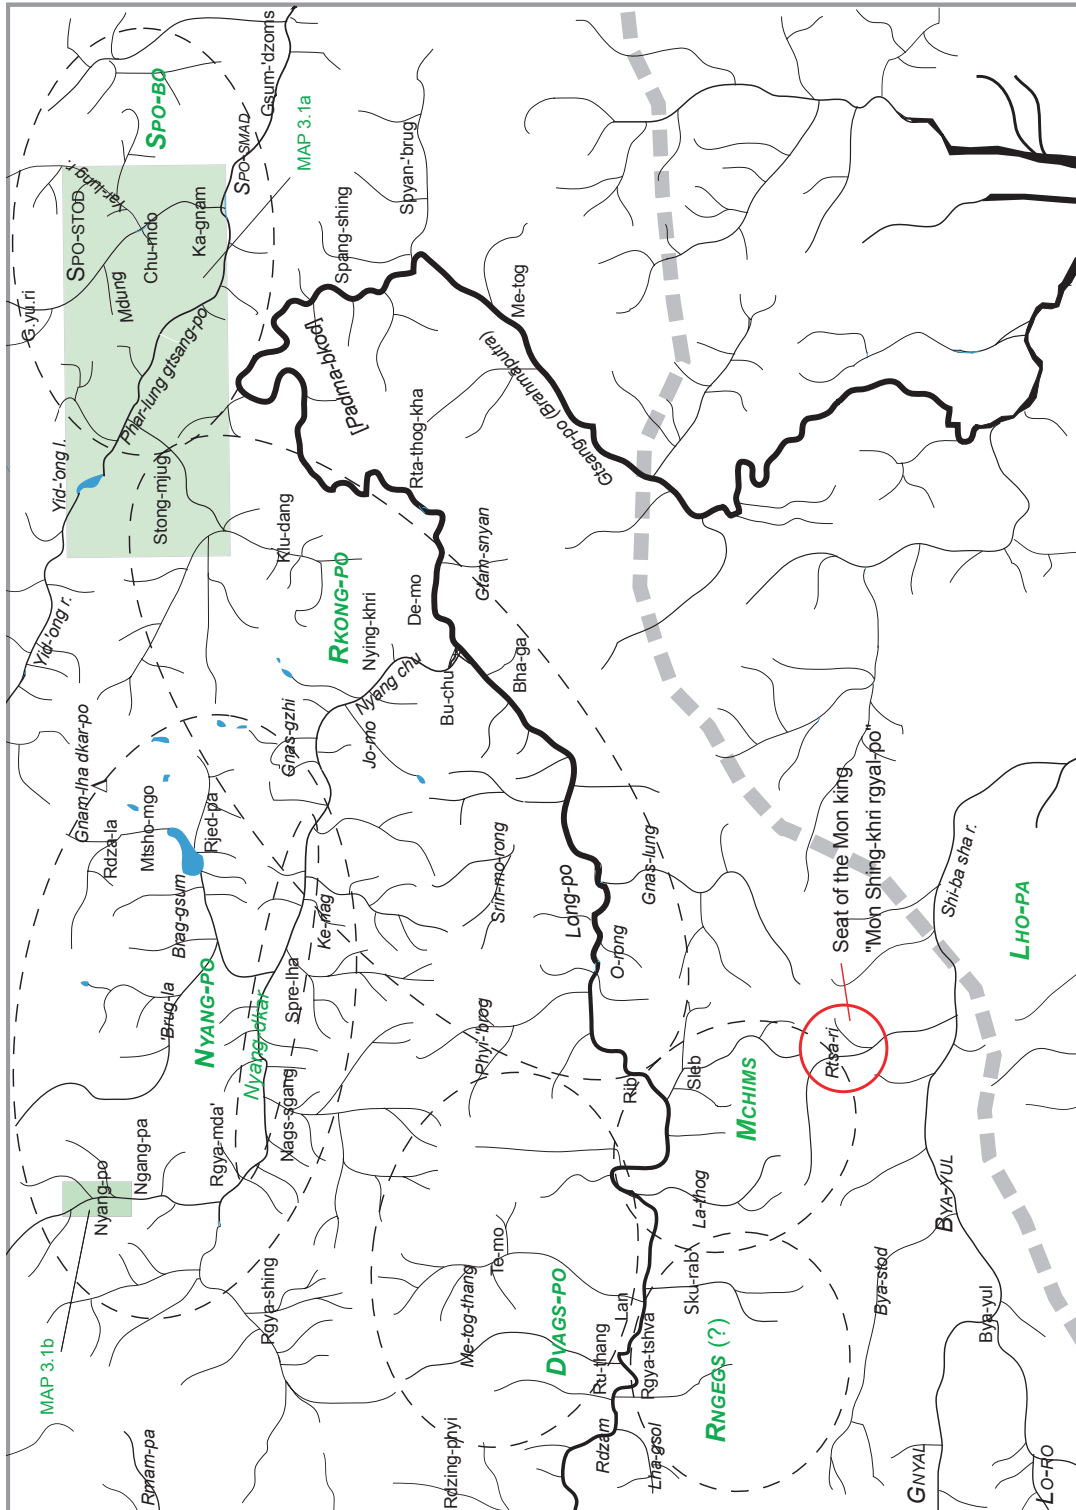 MAP 3.1b
Rmam-pa
Nyang-po
Ngang-pa
Rgya-mda'
Rgya-shing
Nags-sgang
Nyang-dkar
NYANG-PO
'Brug-la
Brag-gsum
Spre-lha
Ke-nag
Rdza-la
Mtsho-mgo
Rjed-pa
Gnam-lha dkar-po
Gnas-gzhi
Jo-mo
Nyang chu
Nying-khri
RKONG-PO
Klu-dang
Yid-'ong r.
Yid-'ong l.
Stong-mjug
Phar-lung gtsang-po
G.yu.ri
Mdung
SPO-STOD
Chu-mdo
Yar-lung r.
Ka-gnam
SPO-BO
SPO-SMAD
Gsum-'dzoms
MAP 3.1a
Spang-shing
Spyan-'brug
[Padma-bkod]
Rta-thog-kha
Me-tog
Gtsang-po (Brahmāputra)
De-mo
Gtam-snyan
Bu-chu
Bha-ga
Srin-mo-rong
Long-po
Gnas-lung
O-rong
Phyi-'brog
Rib
Sleb
MCHIMS
La-thog
Te-mo
Me-tog-thang
DVAGS-PO
Lan
Ru-thang
Rgya-tshva
Sku-rab
Rdzing-phyi
Rdzam
Lha-gsol
RNGEGS (?)
Rtsa-ri
Seat of the Mon king
"Mon Shing-khri rgyal-po"
Shi-ba sha r.
LHO-PA
BYA-YUL
Bya-stod
Bya-yul
GNYAL
LO-RO